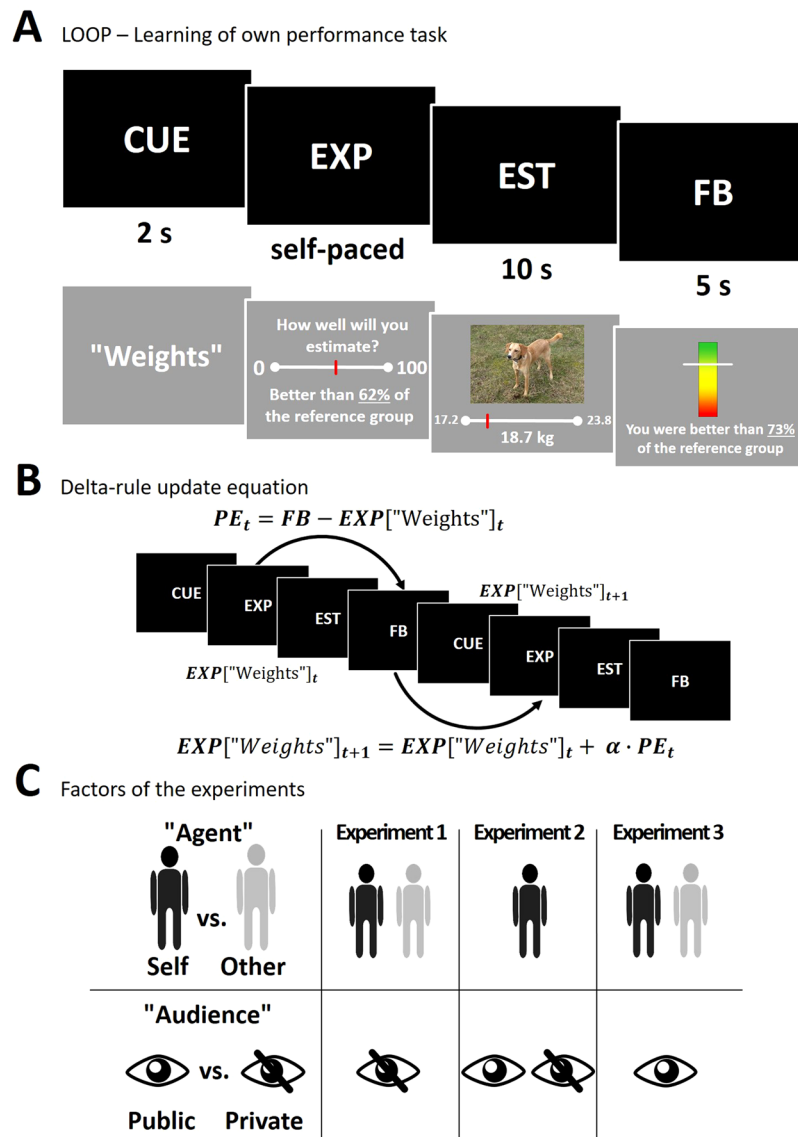 A LOOP – Learning of own performance task
CUE
EXP
EST
FB
2 s
self-paced
10 s
5 s
"Weights"
How well will you
estimate?
0
100
Better than 62% of
the reference group
17.2
23.8
18.7 kg
You were better than 73%
of the reference group
B Delta-rule update equation
PEₜ = FB − EXP["Weights"]ₜ
CUE
EXP
EST
FB
CUE
EXP
EST
FB
EXP["Weights"]ₜ
EXP["Weights"]ₜ₊₁
EXP["Weights"]ₜ₊₁ = EXP["Weights"]ₜ + α · PEₜ
C Factors of the experiments
"Agent"
Experiment 1
Experiment 2
Experiment 3
vs.
Self
Other
"Audience"
vs.
Public
Private